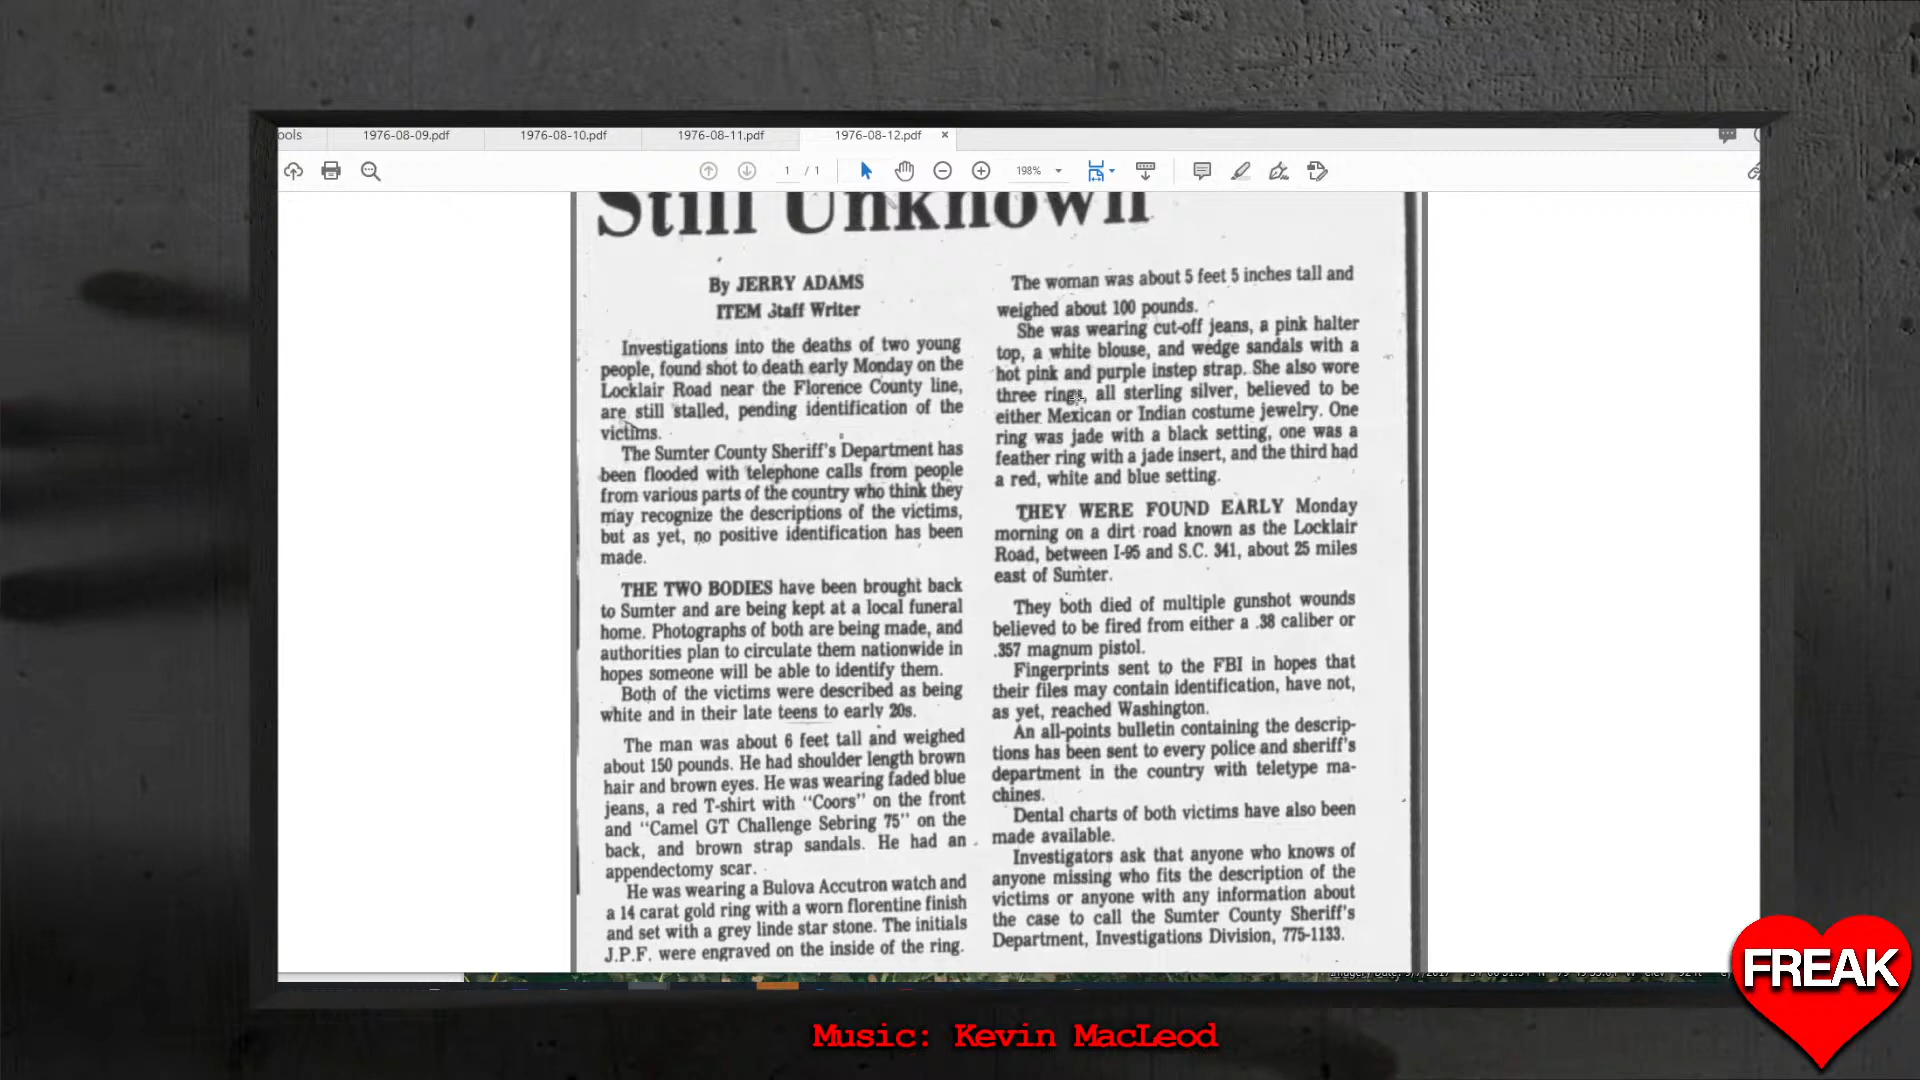 ools
1976-08-09.pdf
1976-08-10.pdf
1976-08-11.pdf
1976-08-12.pdf
1 / 1
198%
Still Unknown
By JERRY ADAMS
ITEM Staff Writer
Investigations into the deaths of two young
people, found shot to death early Monday on the
Locklair Road near the Florence County line,
are still stalled, pending identification of the
victims.
The Sumter County Sheriff's Department has
been flooded with telephone calls from people
from various parts of the country who think they
may recognize the descriptions of the victims,
but as yet, no positive identification has been
made.
THE TWO BODIES have been brought back
to Sumter and are being kept at a local funeral
home. Photographs of both are being made, and
authorities plan to circulate them nationwide in
hopes someone will be able to identify them.
Both of the victims were described as being
white and in their late teens to early 20s.
The man was about 6 feet tall and weighed
about 150 pounds. He had shoulder length brown
hair and brown eyes. He was wearing faded blue
jeans, a red T-shirt with "Coors" on the front
and "Camel GT Challenge Sebring 75" on the
back, and brown strap sandals. He had an
appendectomy scar.
He was wearing a Bulova Accutron watch and
a 14 carat gold ring with a worn florentine finish
and set with a grey linde star stone. The initials
J.P.F. were engraved on the inside of the ring.
The woman was about 5 feet 5 inches tall and
weighed about 100 pounds.
She was wearing cut-off jeans, a pink halter
top, a white blouse, and wedge sandals with a
hot pink and purple instep strap. She also wore
three rings, all sterling silver, believed to be
either Mexican or Indian costume jewelry. One
ring was jade with a black setting, one was a
feather ring with a jade insert, and the third had
a red, white and blue setting.
THEY WERE FOUND EARLY Monday
morning on a dirt road known as the Locklair
Road, between I-95 and S.C. 341, about 25 miles
east of Sumter.
They both died of multiple gunshot wounds
believed to be fired from either a .38 caliber or
.357 magnum pistol.
Fingerprints sent to the FBI in hopes that
their files may contain identification, have not,
as yet, reached Washington.
An all-points bulletin containing the descrip-
tions has been sent to every police and sheriff's
department in the country with teletype ma-
chines.
Dental charts of both victims have also been
made available.
Investigators ask that anyone who knows of
anyone missing who fits the description of the
victims or anyone with any information about
the case to call the Sumter County Sheriff's
Department, Investigations Division, 775-1133.
FREAK
Music: Kevin MacLeod